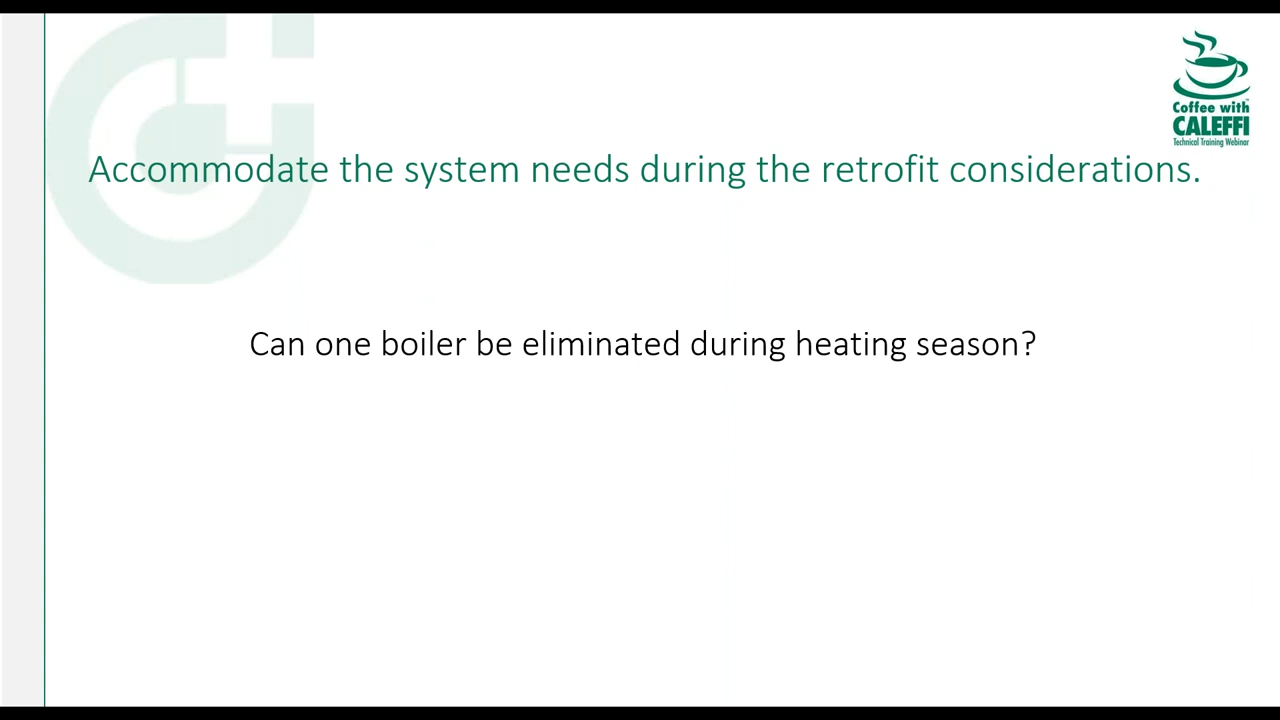 Coffee with
CALEFFI
Technical Training Webinar
Accommodate the system needs during the retrofit considerations.
Can one boiler be eliminated during heating season?